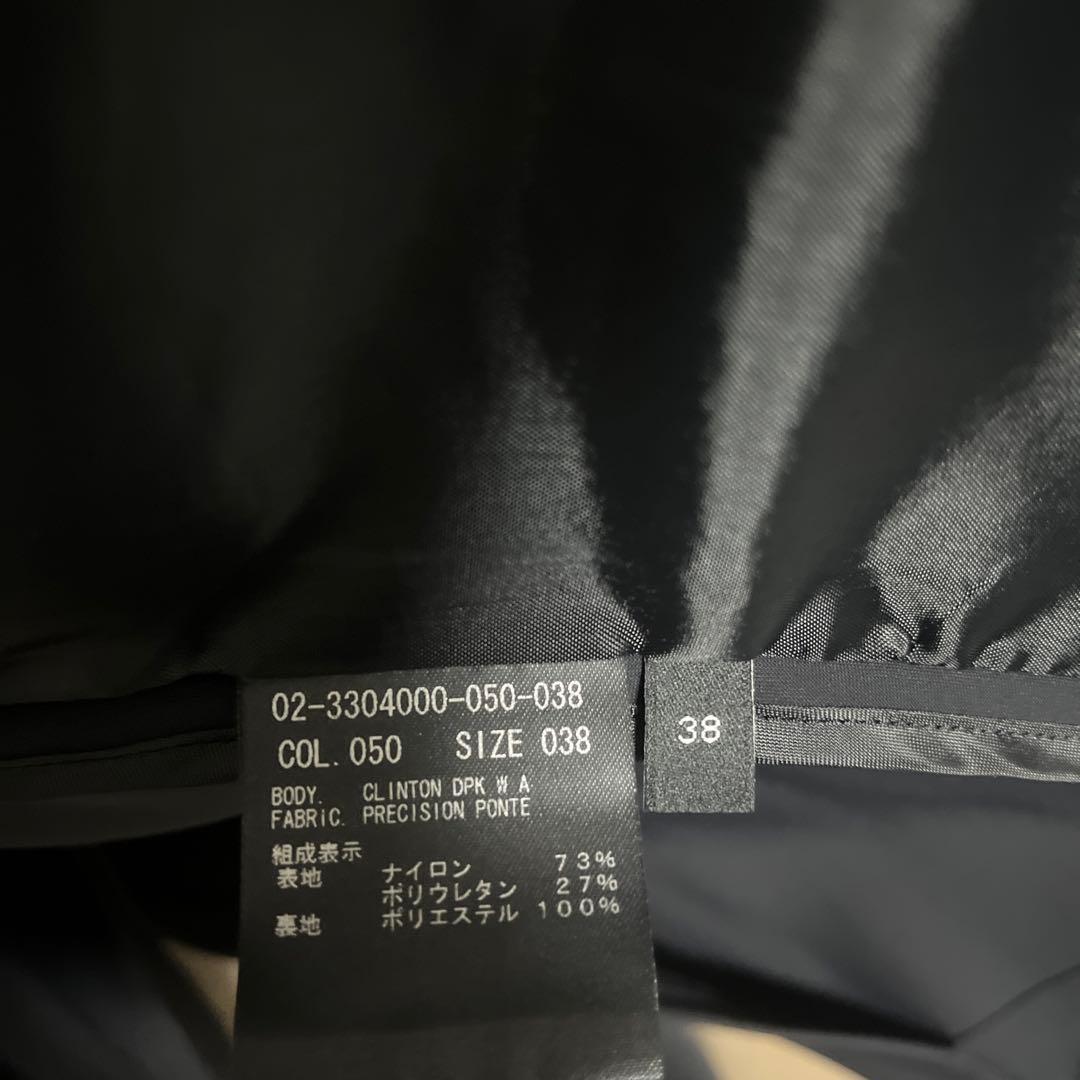 02-3304000-050-038
COL. 050 SIZE 038
BODY. CLINTON DPK W A
FABRiC. PRECISION PONTE
組成表示
表地 ナイロン 73%
ポリウレタン 27%
裏地 ポリエステル 100%
38